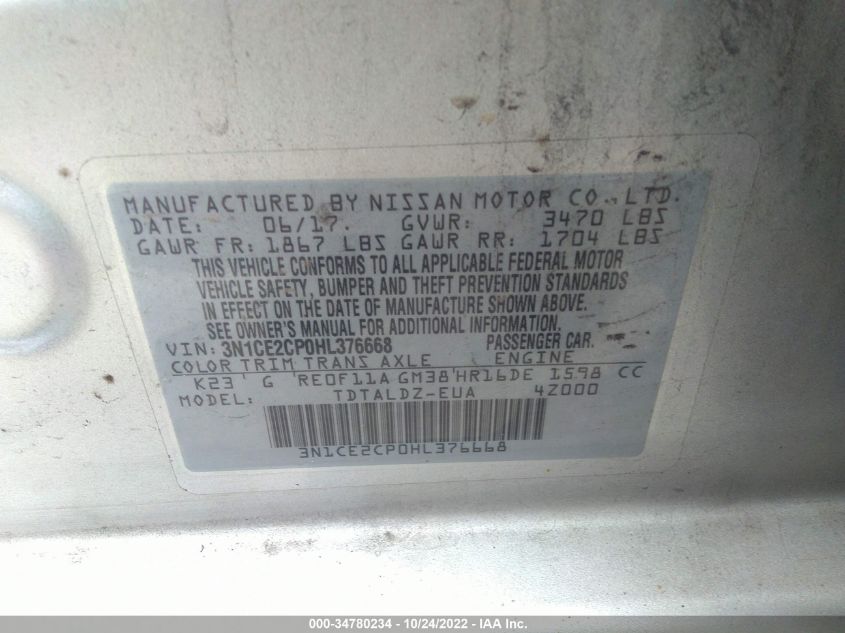 MANUFACTURED BY NISSAN MOTOR CO., LTD.
DATE: 06/17. GVWR: 3470 LBS
GAWR FR: 1867 LBS GAWR RR: 1704 LBS
THIS VEHICLE CONFORMS TO ALL APPLICABLE FEDERAL MOTOR
VEHICLE SAFETY, BUMPER AND THEFT PREVENTION STANDARDS
IN EFFECT ON THE DATE OF MANUFACTURE SHOWN ABOVE.
SEE OWNER'S MANUAL FOR ADDITIONAL INFORMATION.
VIN: 3N1CE2CP0HL376668 PASSENGER CAR.
COLOR TRIM TRANS AXLE ENGINE
K23 G RE0F11A GM38 HR16DE 1598 CC
MODEL: TDTALDZ-EUA 4Z000
3N1CE2CP0HL376668
000-34780234 - 10/24/2022 - IAA Inc.